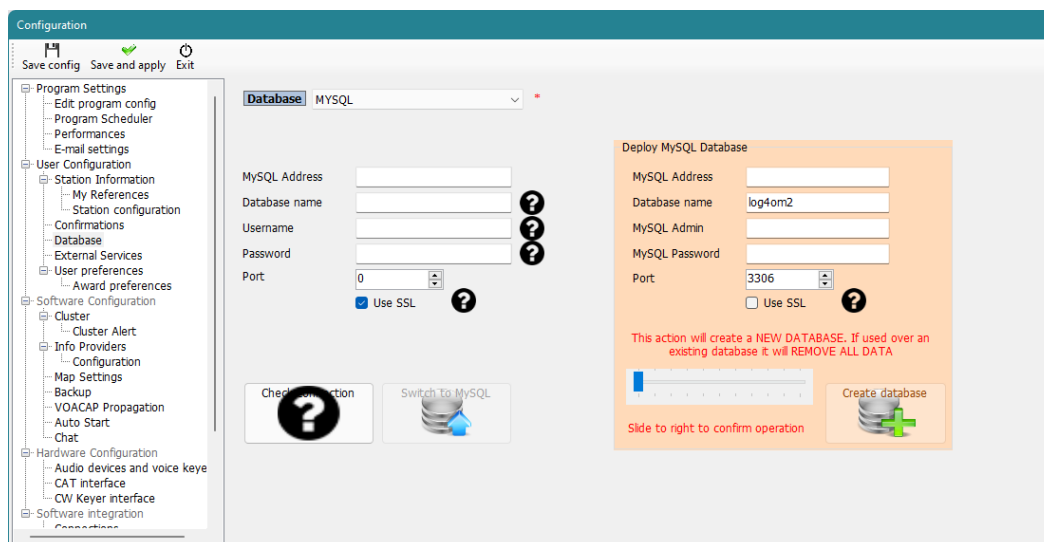 Configuration
Save config Save and apply Exit
Program Settings
Edit program config
Program Scheduler
Performances
E-mail settings
User Configuration
Station Information
My References
Station configuration
Confirmations
Database
External Services
User preferences
Award preferences
Software Configuration
Cluster
Cluster Alert
Info Providers
Configuration
Map Settings
Backup
VOACAP Propagation
Auto Start
Chat
Hardware Configuration
Audio devices and voice keye
CAT interface
CW Keyer interface
Software integration
Connections
Database MYSQL *
MySQL Address
Database name ?
Username ?
Password ?
Port 0
Use SSL ?
Check connection ?
Switch to MySQL
Deploy MySQL Database
MySQL Address
Database name log4om2
MySQL Admin
MySQL Password
Port 3306
Use SSL ?
This action will create a NEW DATABASE. If used over an
existing database it will REMOVE ALL DATA
Slide to right to confirm operation
Create database